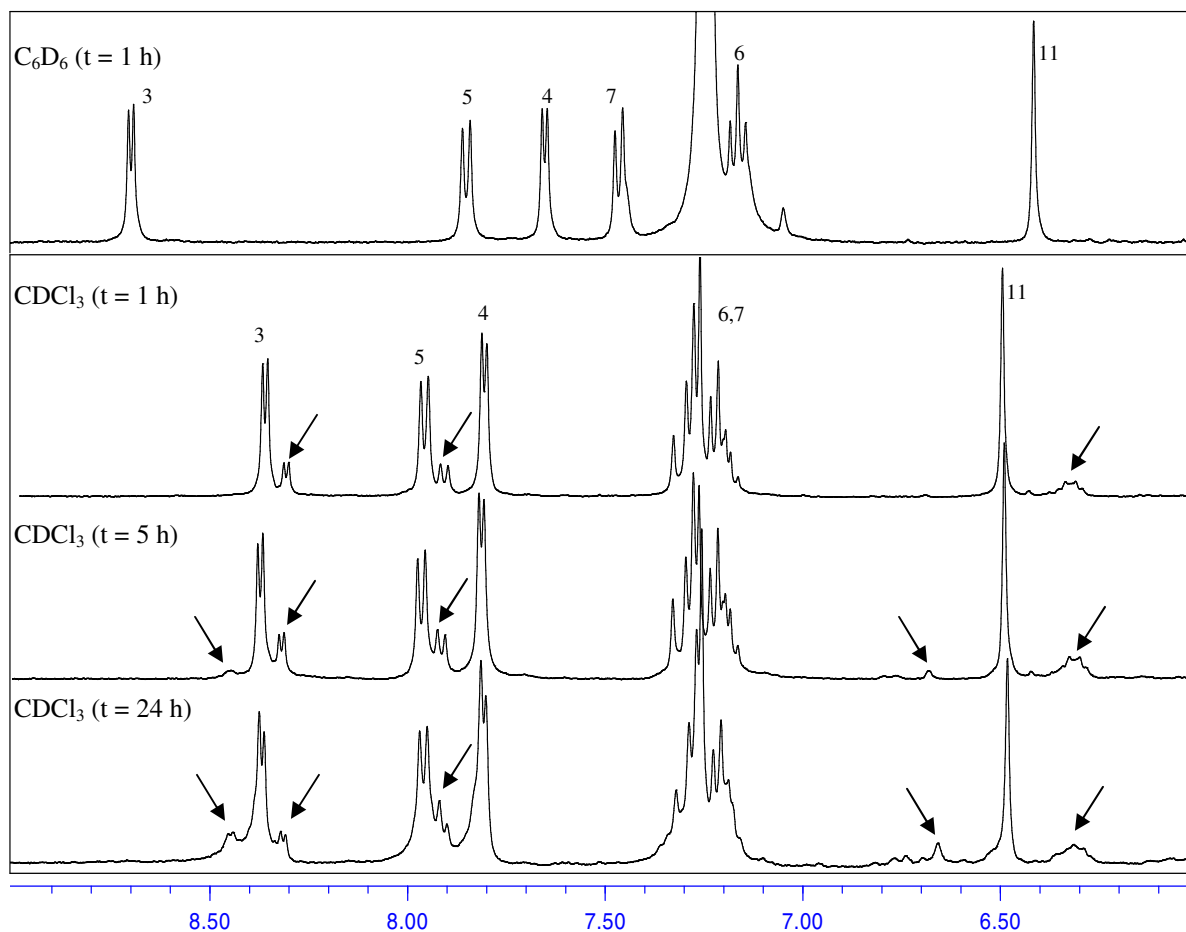 C₆D₆ (t = 1 h)
3
5
4
7
6
11
CDCl₃ (t = 1 h)
3
5
4
6,7
11
CDCl₃ (t = 5 h)
CDCl₃ (t = 24 h)
8.50 8.00 7.50 7.00 6.50